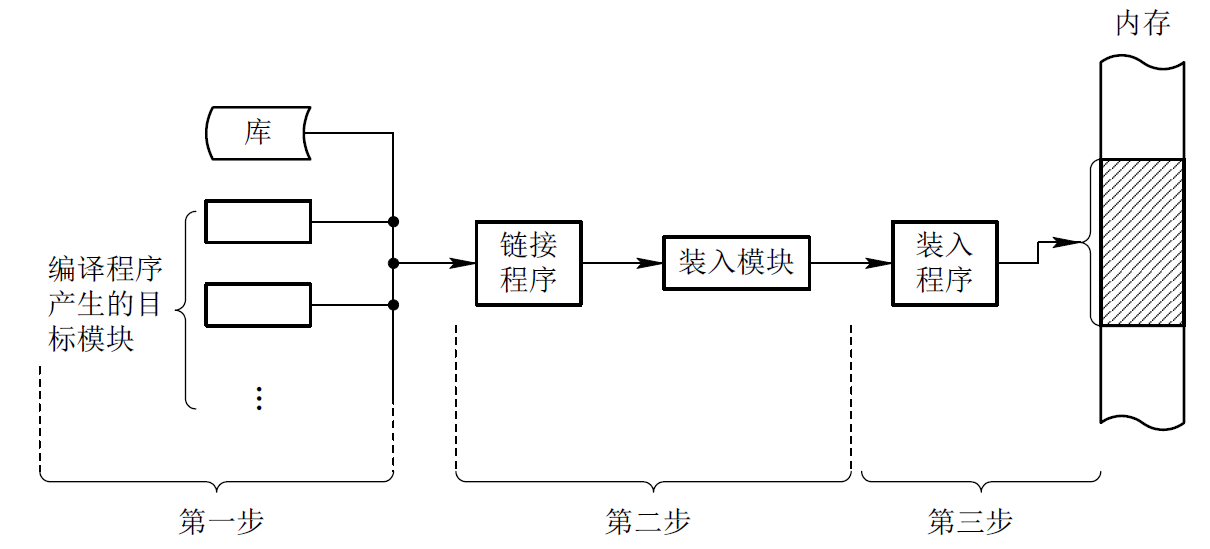 内存
库
编译程序
产生的目
标模块
⋮
链接
程序
装入模块
装入
程序
第一步
第二步
第三步